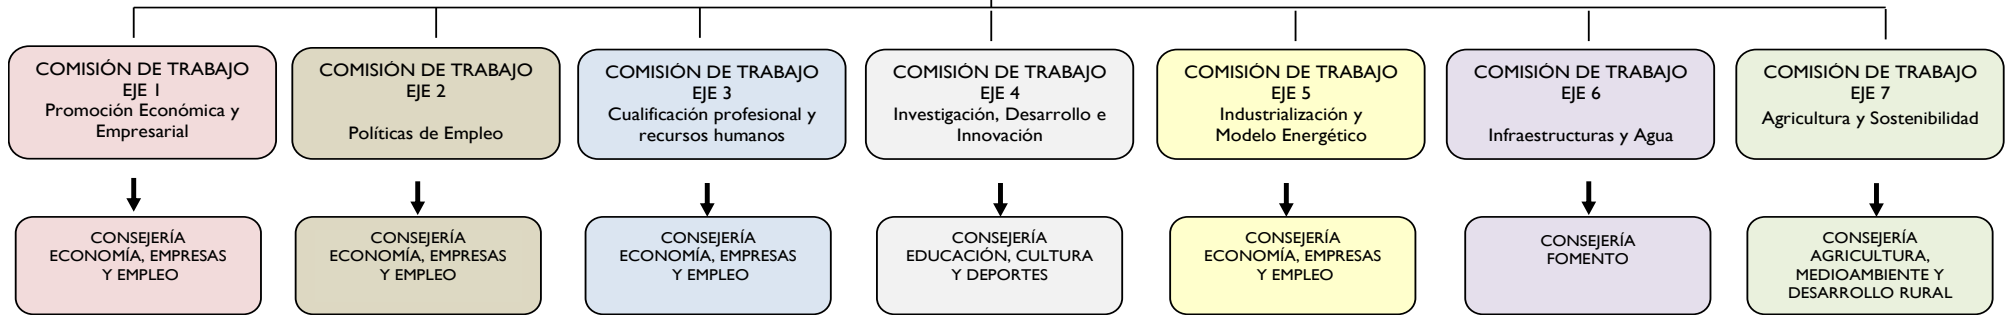 COMISIÓN DE TRABAJO
EJE 1
Promoción Económica y
Empresarial
COMISIÓN DE TRABAJO
EJE 2
Políticas de Empleo
COMISIÓN DE TRABAJO
EJE 3
Cualificación profesional y
recursos humanos
COMISIÓN DE TRABAJO
EJE 4
Investigación, Desarrollo e
Innovación
COMISIÓN DE TRABAJO
EJE 5
Industrialización y
Modelo Energético
COMISIÓN DE TRABAJO
EJE 6
Infraestructuras y Agua
COMISIÓN DE TRABAJO
EJE 7
Agricultura y Sostenibilidad
CONSEJERÍA
ECONOMÍA, EMPRESAS
Y EMPLEO
CONSEJERÍA
ECONOMÍA, EMPRESAS
Y EMPLEO
CONSEJERÍA
ECONOMÍA, EMPRESAS
Y EMPLEO
CONSEJERÍA
EDUCACIÓN, CULTURA
Y DEPORTES
CONSEJERÍA
ECONOMÍA, EMPRESAS
Y EMPLEO
CONSEJERÍA
FOMENTO
CONSEJERÍA
AGRICULTURA,
MEDIOAMBIENTE Y
DESARROLLO RURAL